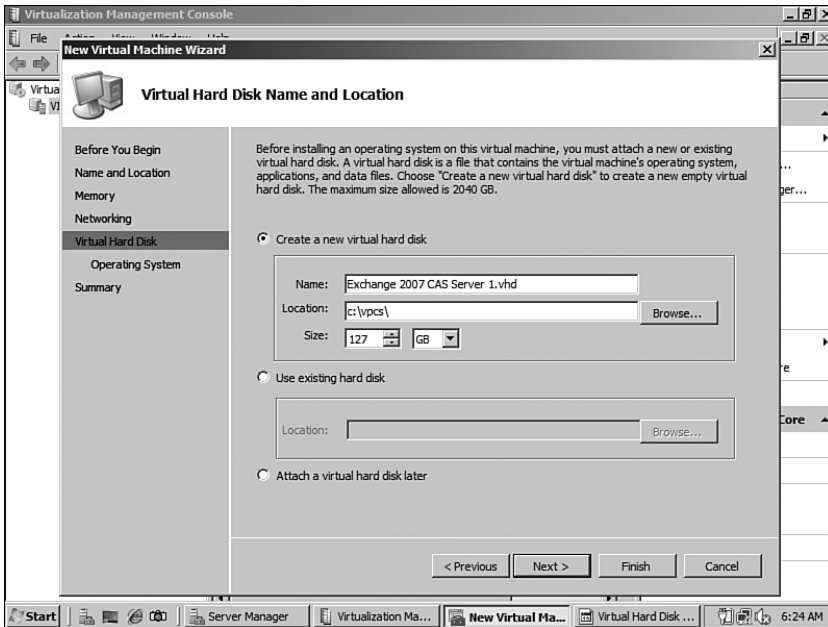 Virtualization Management Console
File
New Virtual Machine Wizard
Virtual Hard Disk Name and Location
Before You Begin
Name and Location
Memory
Networking
Virtual Hard Disk
Operating System
Summary
Before installing an operating system on this virtual machine, you must attach a new or existing
virtual hard disk. A virtual hard disk is a file that contains the virtual machine's operating system,
applications, and data files. Choose "Create a new virtual hard disk" to create a new empty virtual
hard disk. The maximum size allowed is 2040 GB.
Create a new virtual hard disk
Name: Exchange 2007 CAS Server 1.vhd
Location: c:\vpcs\ Browse...
Size: 127 GB
Use existing hard disk
Location: Browse...
Attach a virtual hard disk later
< Previous Next > Finish Cancel
Virtua
VI
...
ger...
re
Core
Start Server Manager Virtualization Ma... New Virtual Ma... Virtual Hard Disk ... 6:24 AM